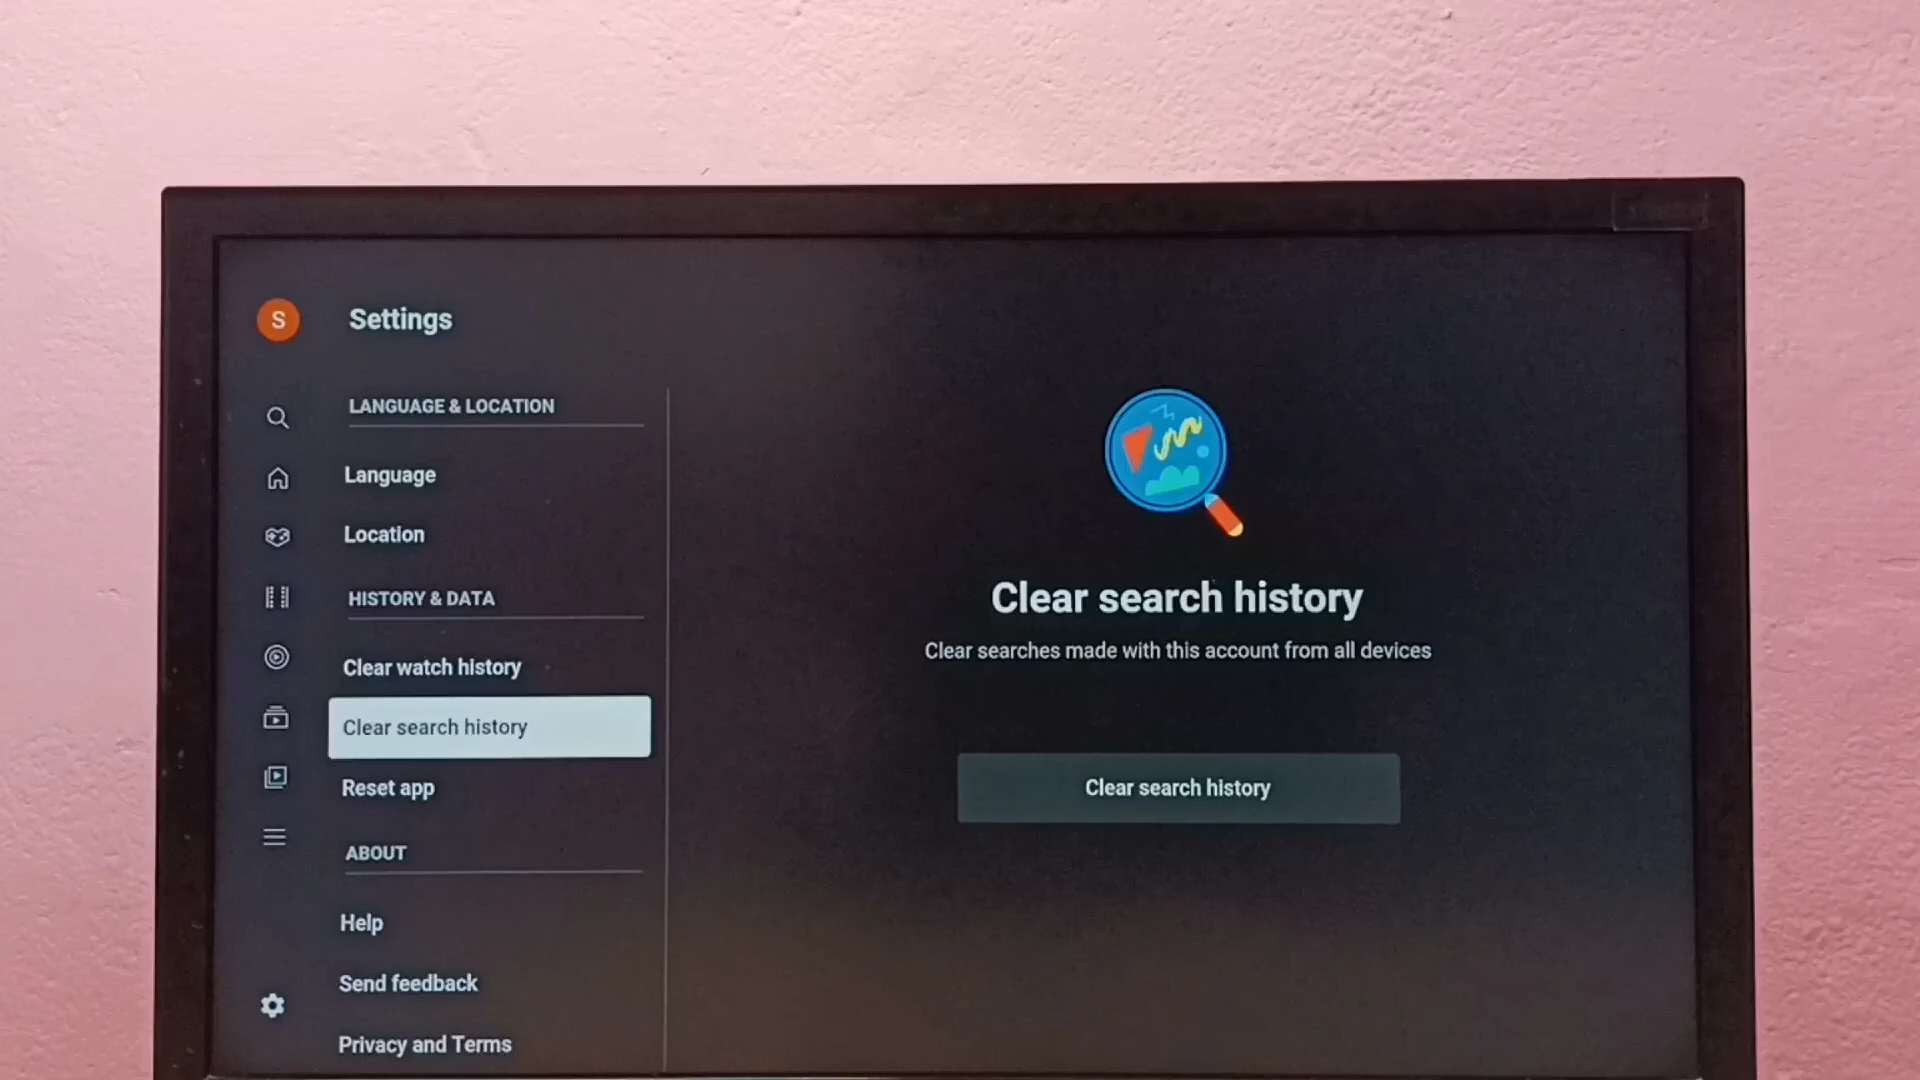 S
Settings
LANGUAGE & LOCATION
Language
Location
HISTORY & DATA
Clear watch history
Clear search history
Reset app
ABOUT
Help
Send feedback
Privacy and Terms
Clear search history
Clear searches made with this account from all devices
Clear search history